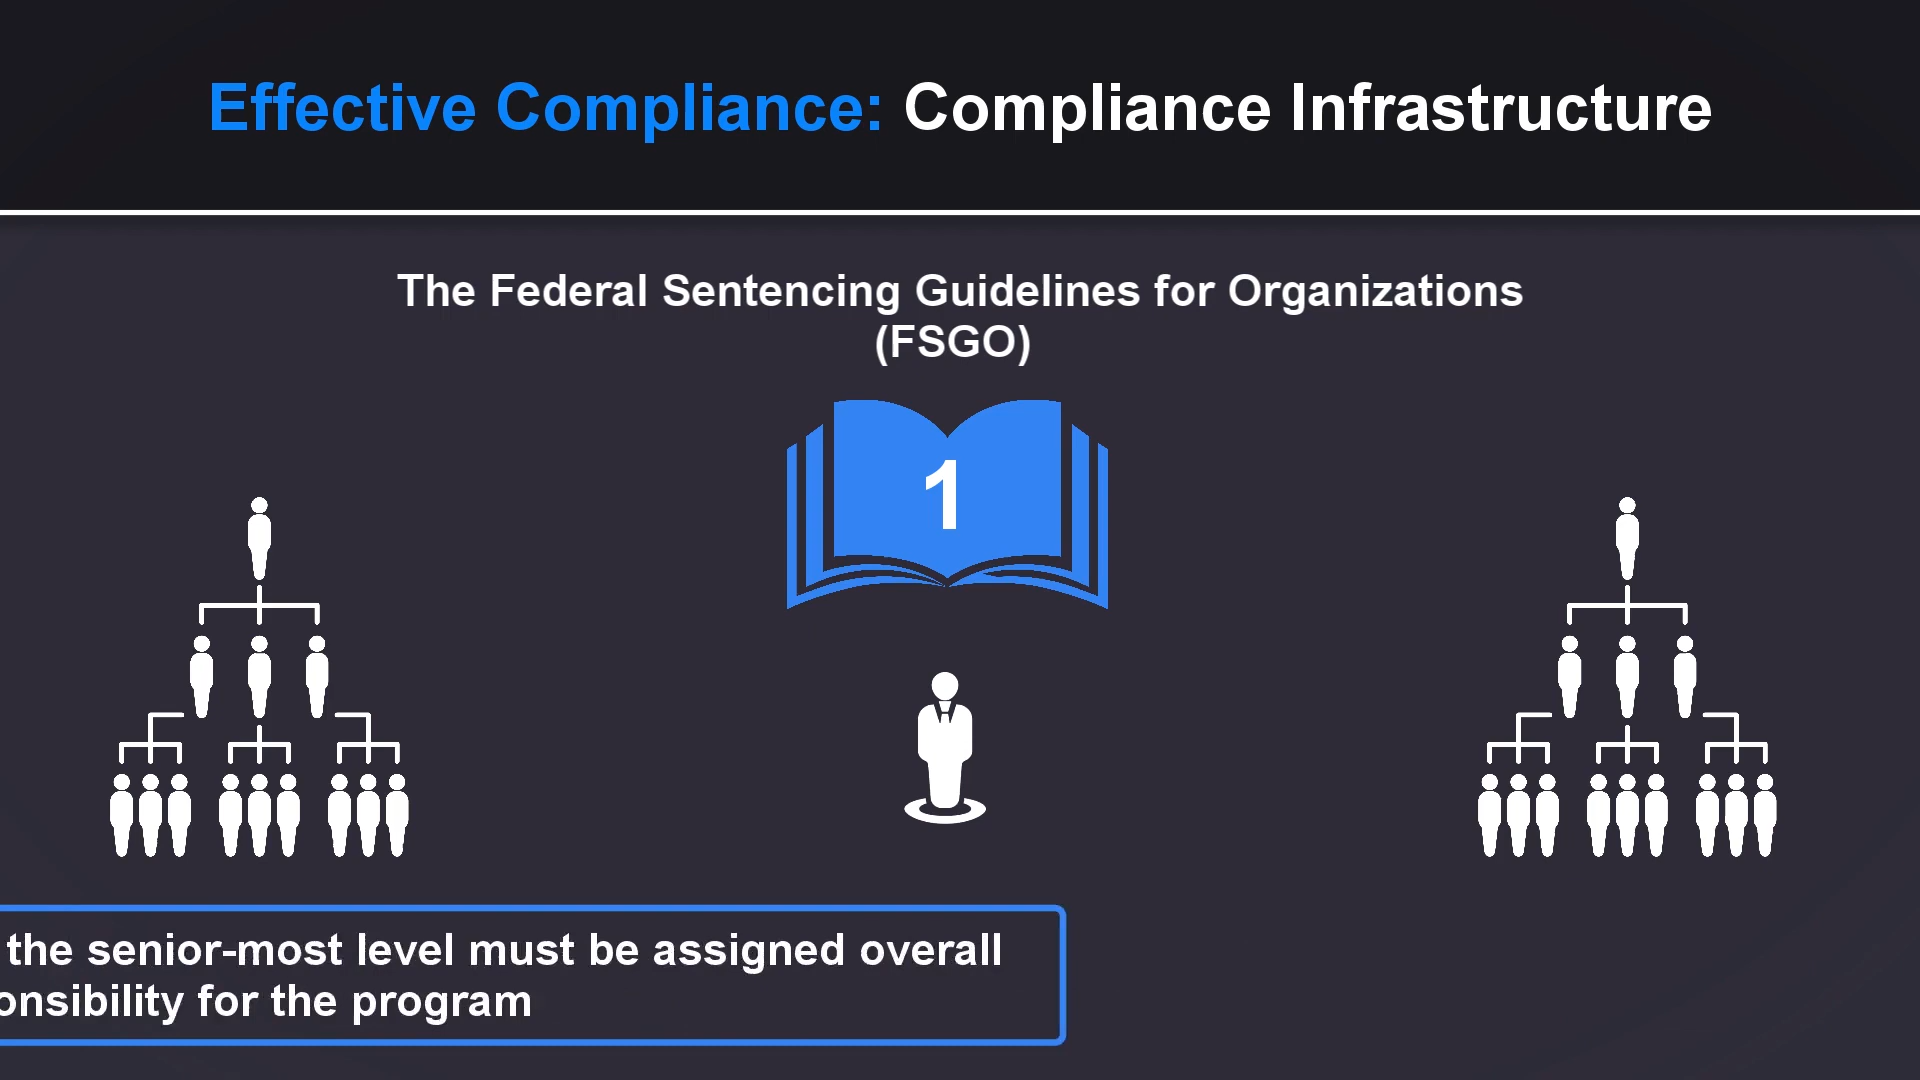 Effective Compliance: Compliance Infrastructure
The Federal Sentencing Guidelines for Organizations
(FSGO)
1
the senior-most level must be assigned overall
onsibility for the program